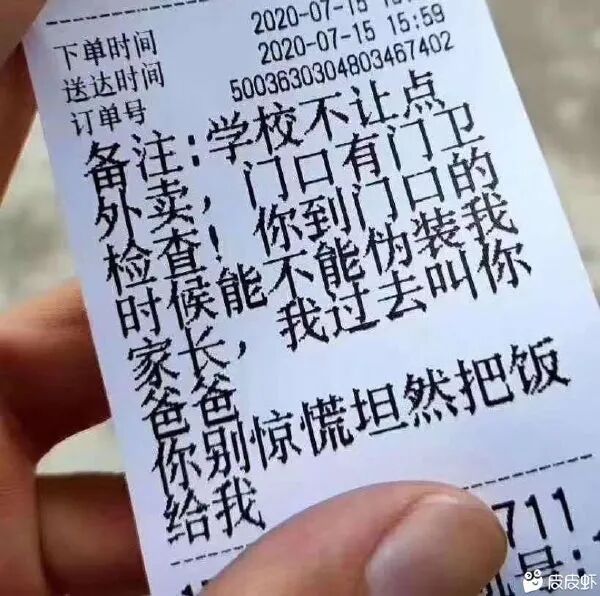 下单时间 2020-07-15
送达时间 2020-07-15 15:59
订单号 5003630304803467402
备注:学校不让点
外卖，门口有门卫
检查！你到门口的
时候能不能伪装我
家长，我过去叫你
爸爸
你别惊慌坦然把饭
给我
711
皮皮虾